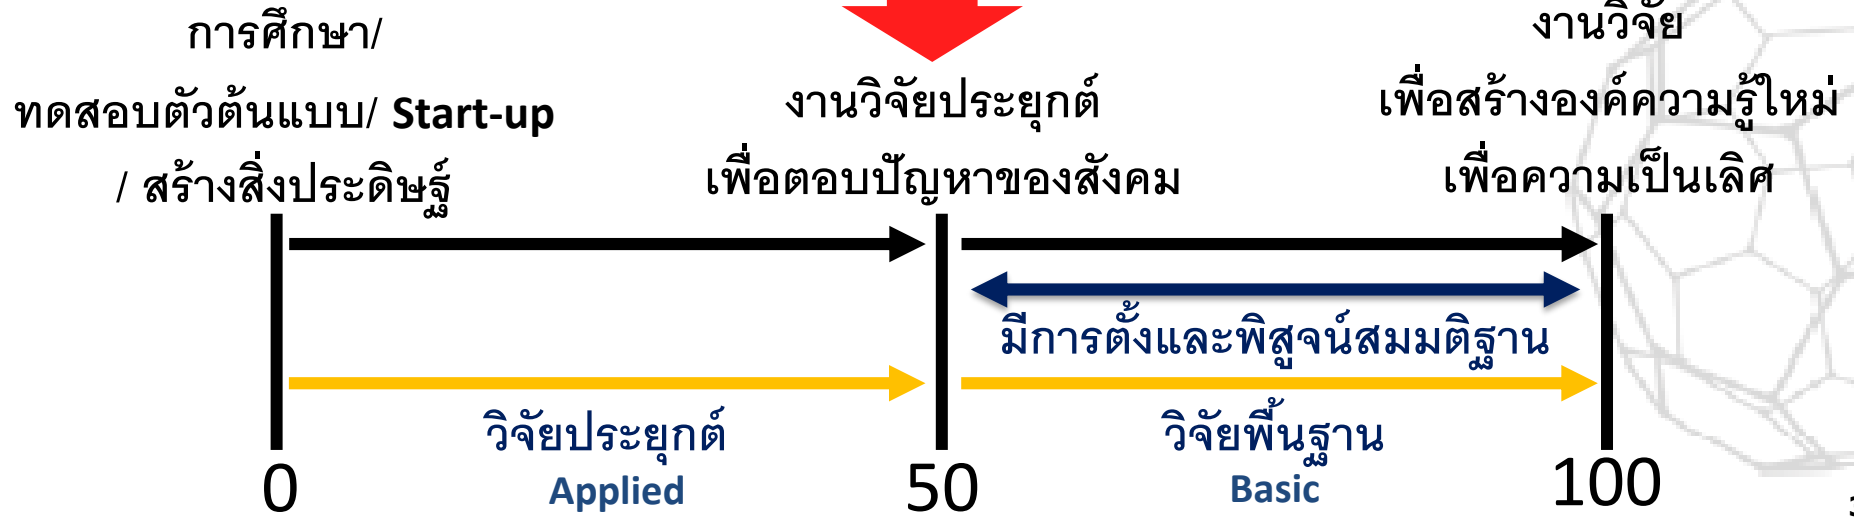 การศึกษา/
ทดสอบตัวต้นแบบ/ Start-up
/ สร้างสิ่งประดิษฐ์
งานวิจัยประยุกต์
เพื่อตอบปัญหาของสังคม
งานวิจัย
เพื่อสร้างองค์ความรู้ใหม่
เพื่อความเป็นเลิศ
มีการตั้งและพิสูจน์สมมติฐาน
วิจัยประยุกต์
Applied
วิจัยพื้นฐาน
Basic
0
50
100